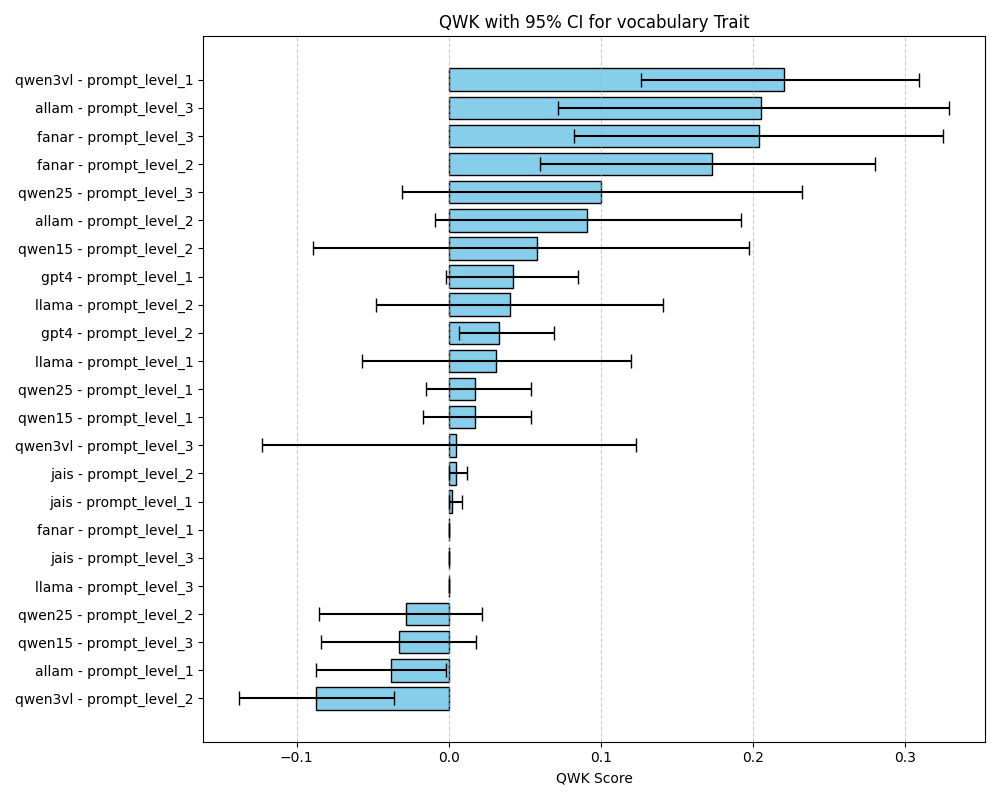 QWK with 95% CI for vocabulary Trait
qwen3vl - prompt_level_1
allam - prompt_level_3
fanar - prompt_level_3
fanar - prompt_level_2
qwen25 - prompt_level_3
allam - prompt_level_2
qwen15 - prompt_level_2
gpt4 - prompt_level_1
llama - prompt_level_2
gpt4 - prompt_level_2
llama - prompt_level_1
qwen25 - prompt_level_1
qwen15 - prompt_level_1
qwen3vl - prompt_level_3
jais - prompt_level_2
jais - prompt_level_1
fanar - prompt_level_1
jais - prompt_level_3
llama - prompt_level_3
qwen25 - prompt_level_2
qwen15 - prompt_level_3
allam - prompt_level_1
qwen3vl - prompt_level_2
−0.1 0.0 0.1 0.2 0.3
QWK Score